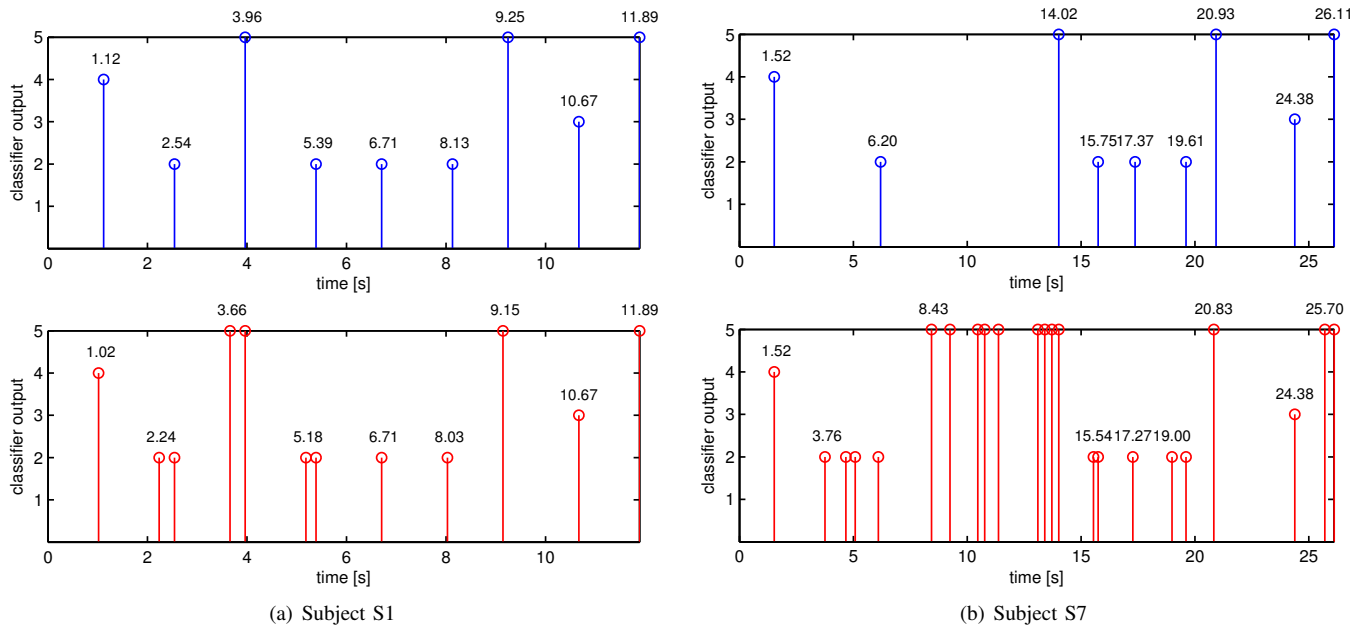 3.96 9.25 11.89
5
1.12
4
10.67
3
2.54 5.39 6.71 8.13
2
1
classifier output
0 2 4 6 8 10
time [s]
14.02 20.93 26.11
5
1.52
4
24.38
3
6.20 15.75 17.37 19.61
2
1
classifier output
0 5 10 15 20 25
time [s]
3.66 9.15 11.89
5
1.02
4
10.67
3
2.24 5.18 6.71 8.03
2
1
classifier output
0 2 4 6 8 10
time [s]
(a) Subject S1
8.43 20.83 25.70
5
1.52
4
24.38
3
3.76 15.54 17.27 19.00
2
1
classifier output
0 5 10 15 20 25
time [s]
(b) Subject S7